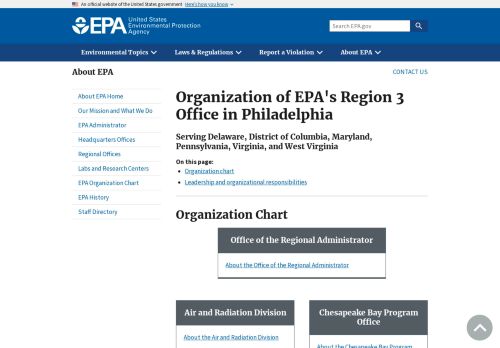 An official website of the United States government Here's how you know
EPA United States
Environmental Protection
Agency
Search EPA.gov
Environmental Topics Laws & Regulations Report a Violation About EPA
About EPA CONTACT US
About EPA Home
Our Mission and What We Do
EPA Administrator
Headquarters Offices
Regional Offices
Labs and Research Centers
EPA Organization Chart
EPA History
Staff Directory
Organization of EPA's Region 3
Office in Philadelphia
Serving Delaware, District of Columbia, Maryland,
Pennsylvania, Virginia, and West Virginia
On this page:
Organization chart
Leadership and organizational responsibilities
Organization Chart
Office of the Regional Administrator
About the Office of the Regional Administrator
Air and Radiation Division
About the Air and Radiation Division
Chesapeake Bay Program
Office
About the Chesapeake Bay Program